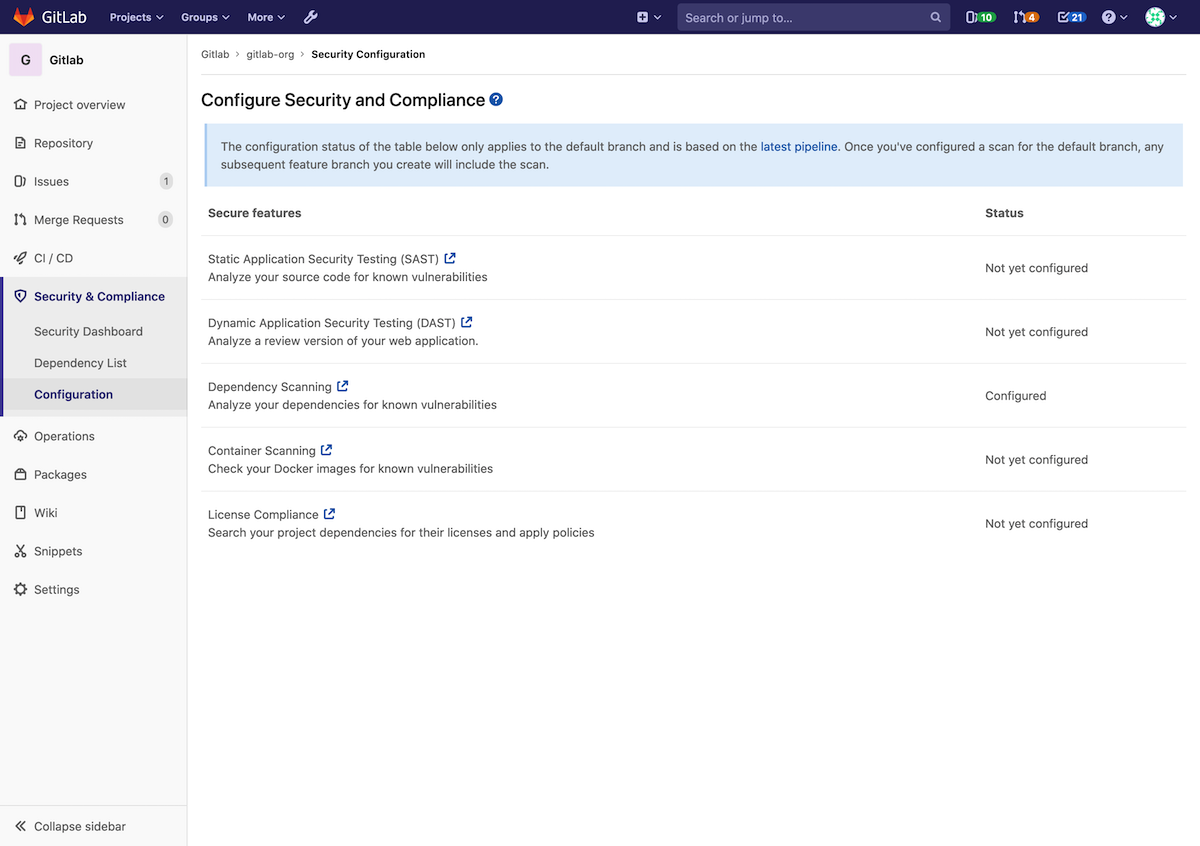 GitLab Projects Groups More Search or jump to... 10 4 21
G Gitlab
Project overview
Repository
Issues 1
Merge Requests 0
CI / CD
Security & Compliance
Security Dashboard
Dependency List
Configuration
Operations
Packages
Wiki
Snippets
Settings
Collapse sidebar
Gitlab › gitlab-org › Security Configuration
Configure Security and Compliance ?
The configuration status of the table below only applies to the default branch and is based on the latest pipeline. Once you've configured a scan for the default branch, any
subsequent feature branch you create will include the scan.
Secure features Status
Static Application Security Testing (SAST)
Analyze your source code for known vulnerabilities
Not yet configured
Dynamic Application Security Testing (DAST)
Analyze a review version of your web application.
Not yet configured
Dependency Scanning
Analyze your dependencies for known vulnerabilities
Configured
Container Scanning
Check your Docker images for known vulnerabilities
Not yet configured
License Compliance
Search your project dependencies for their licenses and apply policies
Not yet configured